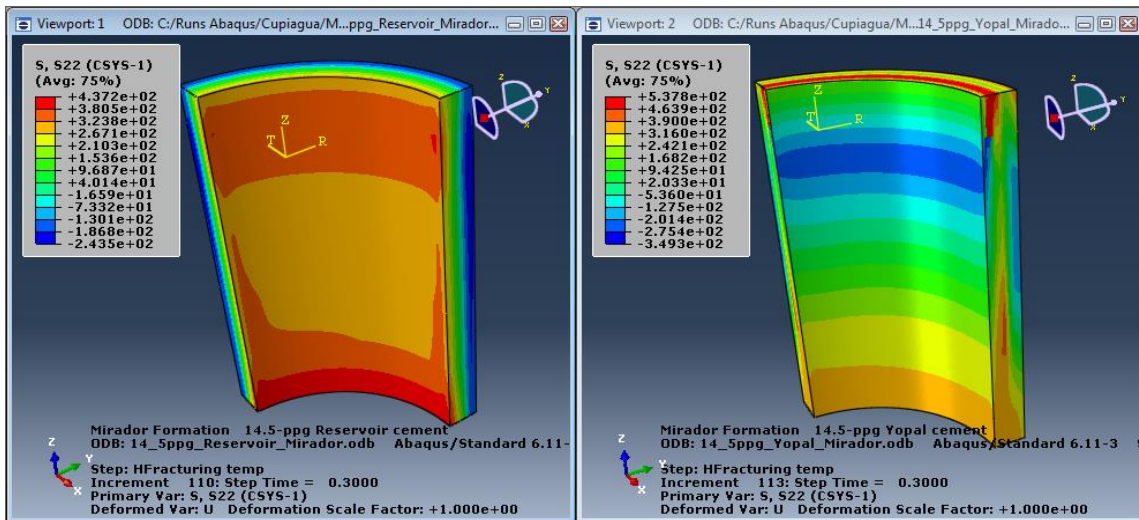 Viewport: 1 ODB: C:/Runs Abaqus/Cupiagua/M...ppg_Reservoir_Mirador...
S, S22 (CSYS-1)
(Avg: 75%)
+4.372e+02
+3.805e+02
+3.238e+02
+2.671e+02
+2.103e+02
+1.536e+02
+9.687e+01
+4.014e+01
-1.659e+01
-7.332e+01
-1.301e+02
-1.868e+02
-2.435e+02
Z
T
R
Z
Y
X
Mirador Formation 14.5-ppg Reservoir cement
ODB: 14_5ppg_Reservoir_Mirador.odb Abaqus/Standard 6.11-
Step: HFracturing temp
Increment 110: Step Time = 0.3000
Primary Var: S, S22 (CSYS-1)
Deformed Var: U Deformation Scale Factor: +1.000e+00
Z
Y
X
Viewport: 2 ODB: C:/Runs Abaqus/Cupiagua/M...14_5ppg_Yopal_Mirado...
S, S22 (CSYS-1)
(Avg: 75%)
+5.378e+02
+4.639e+02
+3.900e+02
+3.160e+02
+2.421e+02
+1.682e+02
+9.425e+01
+2.033e+01
-5.360e+01
-1.275e+02
-2.014e+02
-2.754e+02
-3.493e+02
Z
T
R
Z
Y
X
Mirador Formation 14.5-ppg Yopal cement
ODB: 14_5ppg_Yopal_Mirador.odb Abaqus/Standard 6.11-3
Step: HFracturing temp
Increment 113: Step Time = 0.3000
Primary Var: S, S22 (CSYS-1)
Deformed Var: U Deformation Scale Factor: +1.000e+00
Z
Y
X